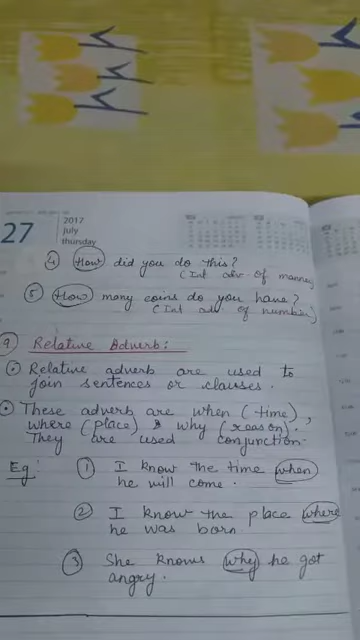 27
2017
July
thursday
4 How did you do this?
(Int adv of manner)
5 How many coins do you have?
(Int adv of number)
9 Relative Adverb:
Relative adverb are used to
join sentences or clauses.
These adverb are when (time),
where (place) & why (reason).
They are used conjunction.
Eg: 1 I know the time when
he will come.
2 I know the place where
he was born
3 She knows why he got
angry.